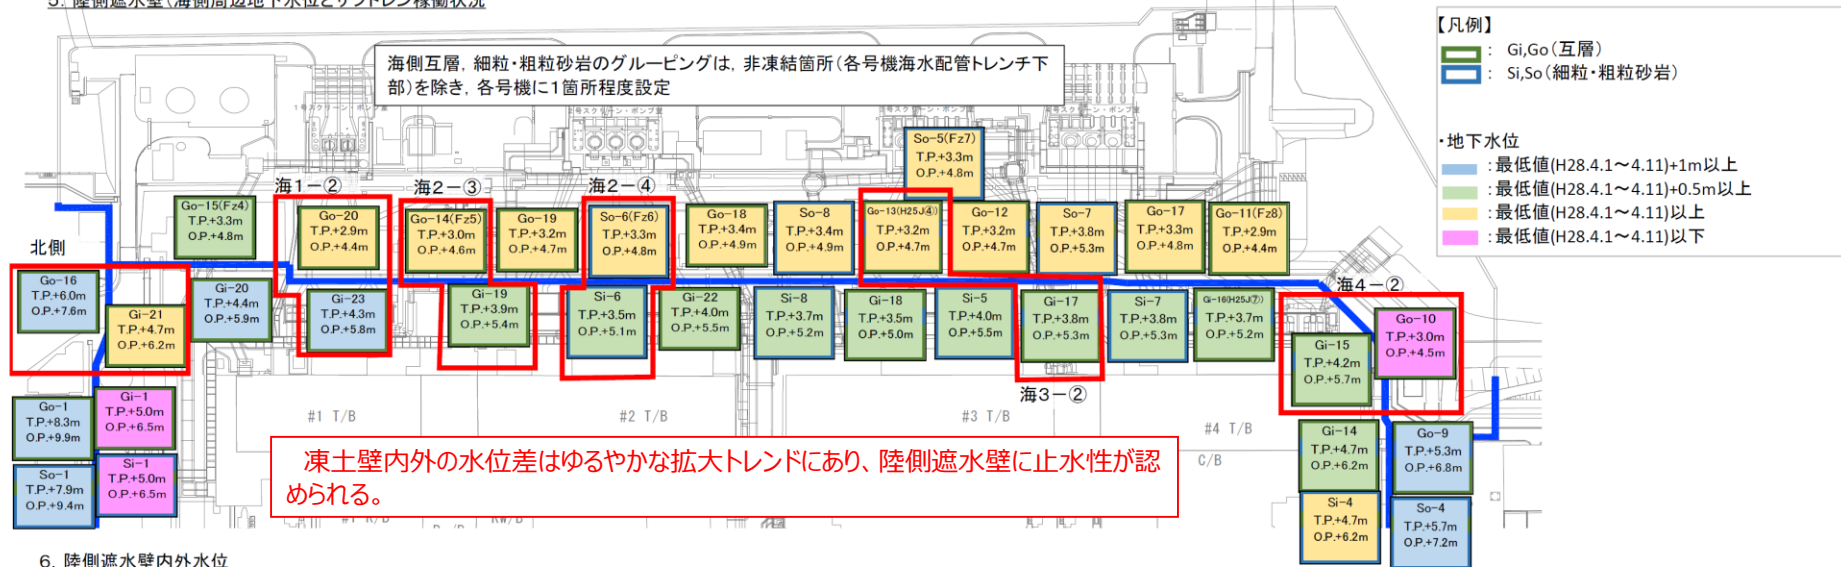 5. 陸側遮水壁(海側周辺地下水位とサブドレン稼働状況
海側互層, 細粒・粗粒砂岩のグルーピングは, 非凍結箇所(各号機海水配管トレンチ下
部)を除き, 各号機に1箇所程度設定
【凡例】
: Gi,Go(互層)
: Si,So(細粒・粗粒砂岩)
・地下水位
:最低値(H28.4.1~4.11)+1m以上
:最低値(H28.4.1~4.11)+0.5m以上
:最低値(H28.4.1~4.11)以上
:最低値(H28.4.1~4.11)以下
1号スクリーン・ポンプ室
So-5(Fz7)
T.P.+3.3m
O.P.+4.8m
海1-②
海2-③
海2-④
Go-15(Fz4)
T.P.+3.3m
O.P.+4.8m
Go-20
T.P.+2.9m
O.P.+4.4m
Go-14(Fz5)
T.P.+3.0m
O.P.+4.6m
Go-19
T.P.+3.2m
O.P.+4.7m
So-6(Fz6)
T.P.+3.3m
O.P.+4.8m
Go-18
T.P.+3.4m
O.P.+4.9m
So-8
T.P.+3.4m
O.P.+4.9m
Go-13(H25J④)
T.P.+3.2m
O.P.+4.7m
Go-12
T.P.+3.2m
O.P.+4.7m
So-7
T.P.+3.8m
O.P.+5.3m
Go-17
T.P.+3.3m
O.P.+4.8m
Go-11(Fz8)
T.P.+2.9m
O.P.+4.4m
北側
Go-16
T.P.+6.0m
O.P.+7.6m
Gi-21
T.P.+4.7m
O.P.+6.2m
Gi-20
T.P.+4.4m
O.P.+5.9m
Gi-23
T.P.+4.3m
O.P.+5.8m
Gi-19
T.P.+3.9m
O.P.+5.4m
Si-6
T.P.+3.5m
O.P.+5.1m
Gi-22
T.P.+4.0m
O.P.+5.5m
Si-8
T.P.+3.7m
O.P.+5.2m
Gi-18
T.P.+3.5m
O.P.+5.0m
Si-5
T.P.+4.0m
O.P.+5.5m
Gi-17
T.P.+3.8m
O.P.+5.3m
Si-7
T.P.+3.8m
O.P.+5.3m
Gi-16(H25J⑦)
T.P.+3.7m
O.P.+5.2m
海4-②
Gi-15
T.P.+4.2m
O.P.+5.7m
Go-10
T.P.+3.0m
O.P.+4.5m
海3-②
Go-1
T.P.+8.3m
O.P.+9.9m
Gi-1
T.P.+5.0m
O.P.+6.5m
So-1
T.P.+7.9m
O.P.+9.4m
Si-1
T.P.+5.0m
O.P.+6.5m
#1 T/B
#2 T/B
#3 T/B
#4 T/B
C/B
凍土壁内外の水位差はゆるやかな拡大トレンドにあり、陸側遮水壁に止水性が認
められる。
Gi-14
T.P.+4.7m
O.P.+6.2m
Go-9
T.P.+5.3m
O.P.+6.8m
Si-4
T.P.+4.7m
O.P.+6.2m
So-4
T.P.+5.7m
O.P.+7.2m
6. 陸側遮水壁内外水位